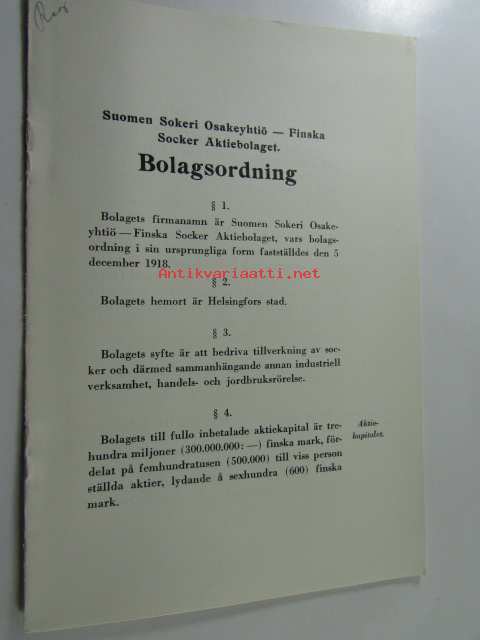 Suomen Sokeri Osakeyhtiö — Finska
Socker Aktiebolaget.
Bolagsordning
§ 1.
Bolagets firmanamn är Suomen Sokeri Osake-
yhtiö — Finska Socker Aktiebolaget, vars bolags-
ordning i sin ursprungliga form fastställdes den 5
december 1918.
Antikvariaatti.net
§ 2.
Bolagets hemort är Helsingfors stad.
§ 3.
Bolagets syfte är att bedriva tillverkning av soc-
ker och därmed sammanhängande annan industriell
verksamhet, handels- och jordbruksrörelse.
§ 4.
Bolagets till fullo inbetalade aktiekapital är tre-
hundra miljoner (300.000.000: —) finska mark, för-
delat på femhundratusen (500.000) till viss person
ställda aktier, lydande å sexhundra (600) finska
mark.
Aktie-
kapitalet.